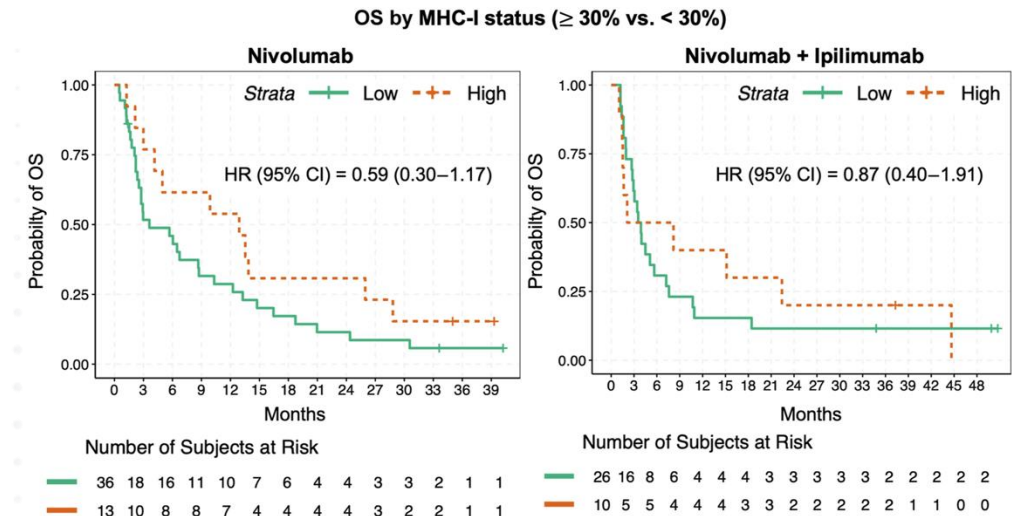 OS by MHC-I status (≥ 30% vs. < 30%)
Nivolumab
Strata Low High
HR (95% CI) = 0.59 (0.30–1.17)
Probability of OS
1.00
0.75
0.50
0.25
0.00
0 3 6 9 12 15 18 21 24 27 30 33 36 39
Months
Number of Subjects at Risk
36 18 16 11 10 7 6 4 4 3 3 2 1 1
13 10 8 8 7 4 4 4 4 3 2 2 1 1
Nivolumab + Ipilimumab
Strata Low High
HR (95% CI) = 0.87 (0.40–1.91)
Probability of OS
1.00
0.75
0.50
0.25
0.00
0 3 6 9 12 15 18 21 24 27 30 33 36 39 42 45 48
Months
Number of Subjects at Risk
26 16 8 6 4 4 4 3 3 3 3 3 2 2 2 2 2
10 5 5 4 4 4 3 3 2 2 2 2 2 1 1 0 0